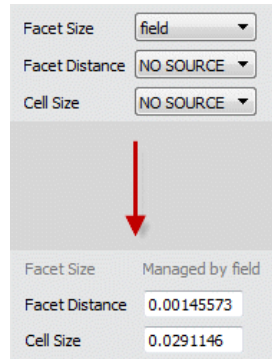 Facet Size field
Facet Distance NO SOURCE
Cell Size NO SOURCE
Facet Size Managed by field
Facet Distance 0.00145573
Cell Size 0.0291146